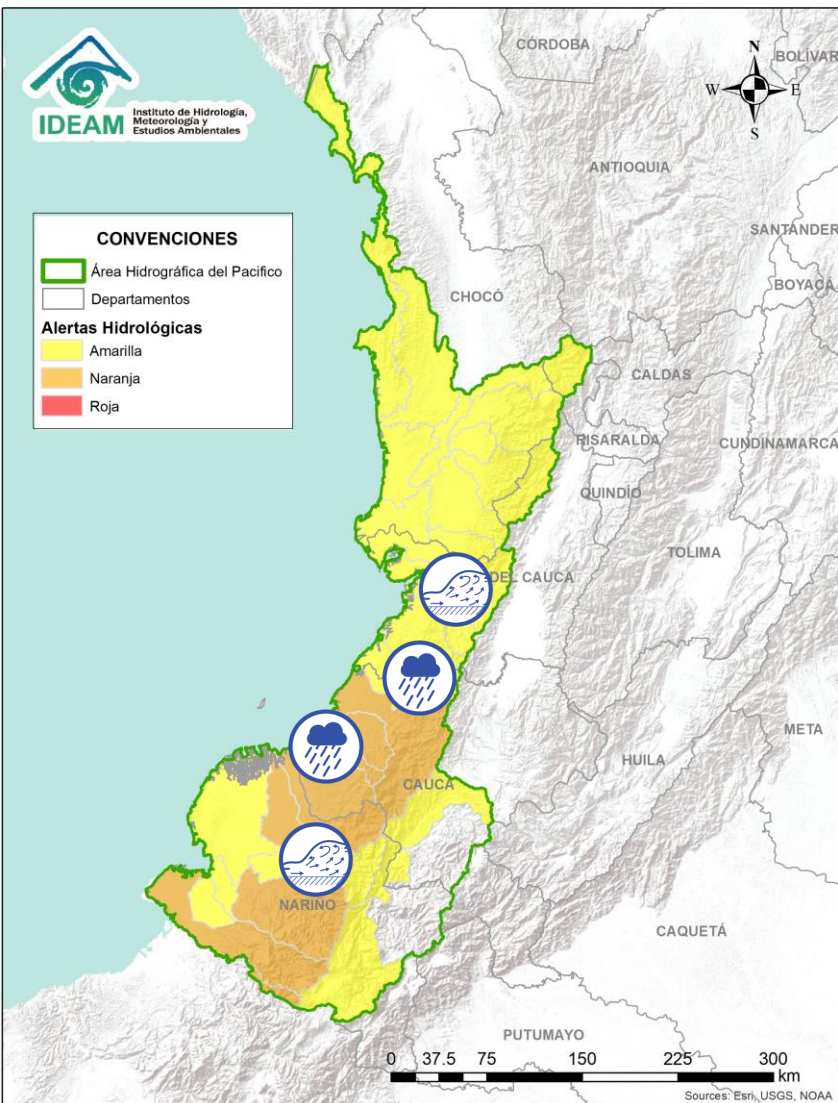 IDEAM
Instituto de Hidrología,
Meteorología y
Estudios Ambientales
CÓRDOBA
BOLÍVAR
N
W E
S
ANTIOQUIA
SANTANDER
BOYACÁ
CONVENCIONES
Área Hidrográfica del Pacifico
Departamentos
Alertas Hidrológicas
Amarilla
Naranja
Roja
CHOCÓ
CALDAS
RISARALDA
CUNDINAMARCA
QUINDÍO
TOLIMA
DEL CAUCA
META
HUILA
CAUCA
NARIÑO
CAQUETÁ
PUTUMAYO
0 37.5 75 150 225 300
km
Sources: Esri, USGS, NOAA